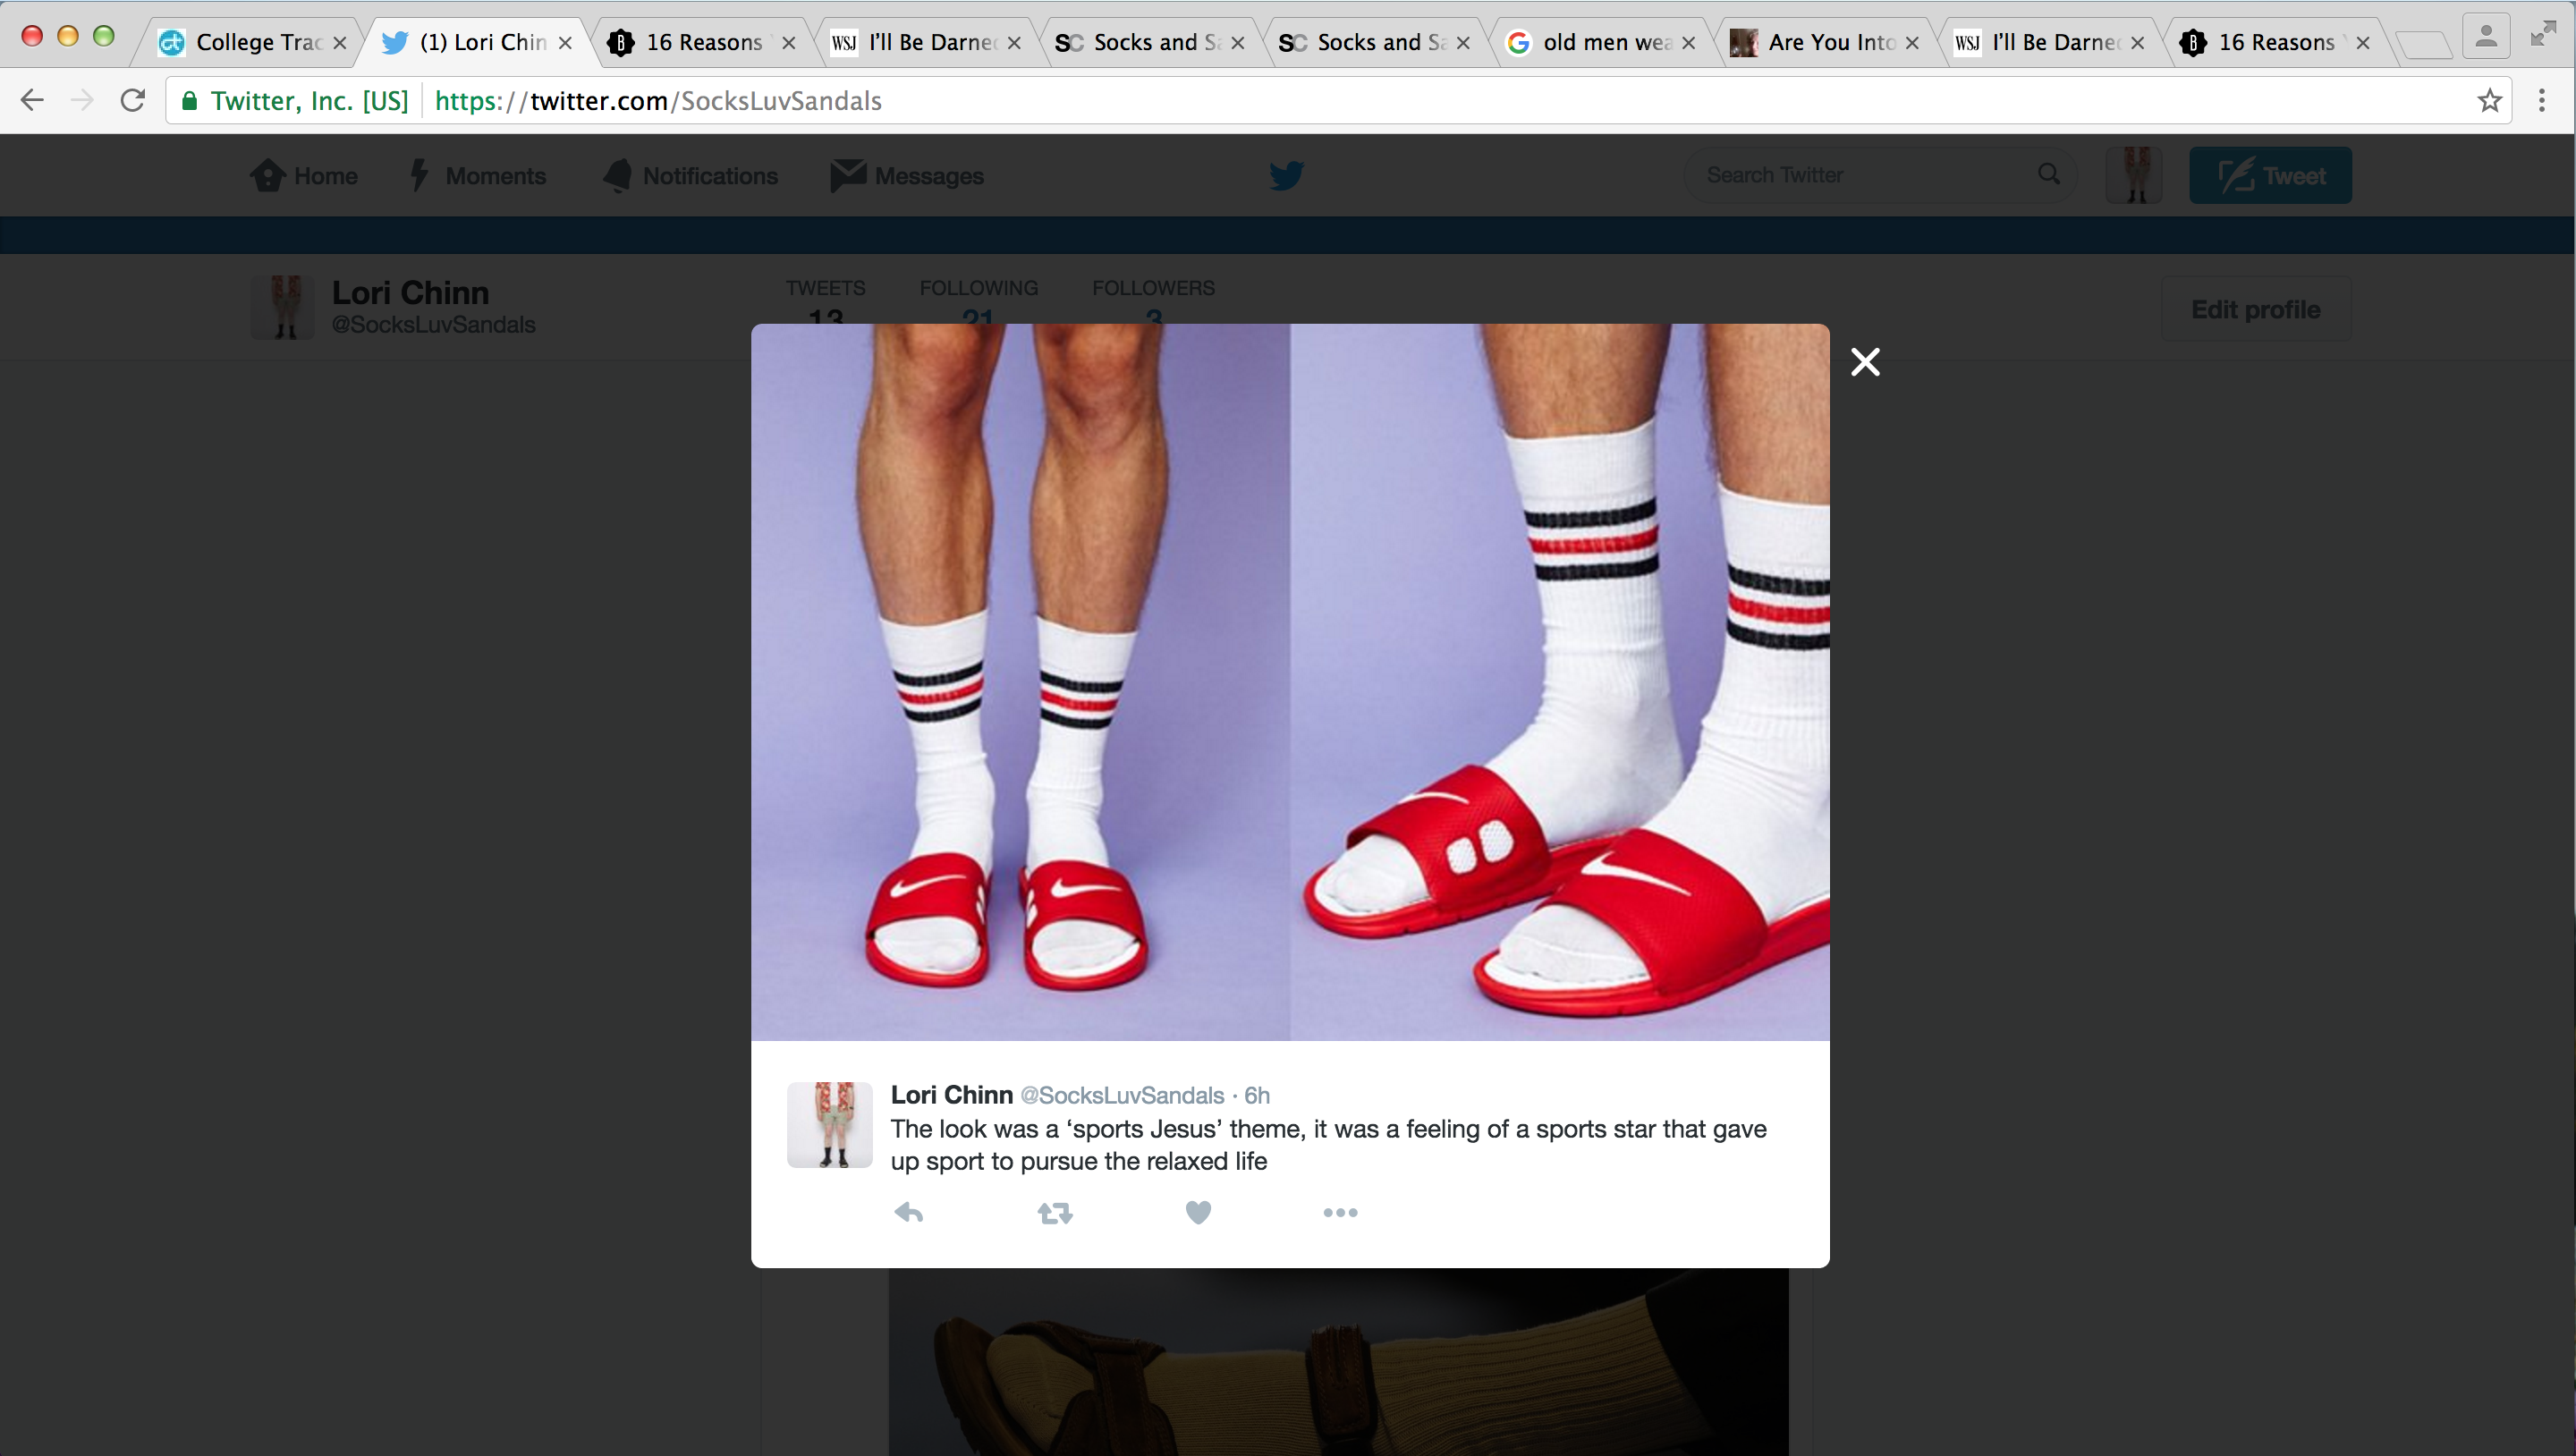 College Trac
(1) Lori Chin
16 Reasons
WSJ I'll Be Darned
SC Socks and Sa
SC Socks and Sa
G old men wea
Are You Into
WSJ I'll Be Darned
B 16 Reasons
Twitter, Inc. [US] https://twitter.com/SocksLuvSandals
Home Moments Notifications Messages Search Twitter Tweet
Lori Chinn
@SocksLuvSandals
TWEETS FOLLOWING FOLLOWERS
13 21 3
Edit profile
Lori Chinn @SocksLuvSandals · 6h
The look was a ‘sports Jesus’ theme, it was a feeling of a sports star that gave
up sport to pursue the relaxed life